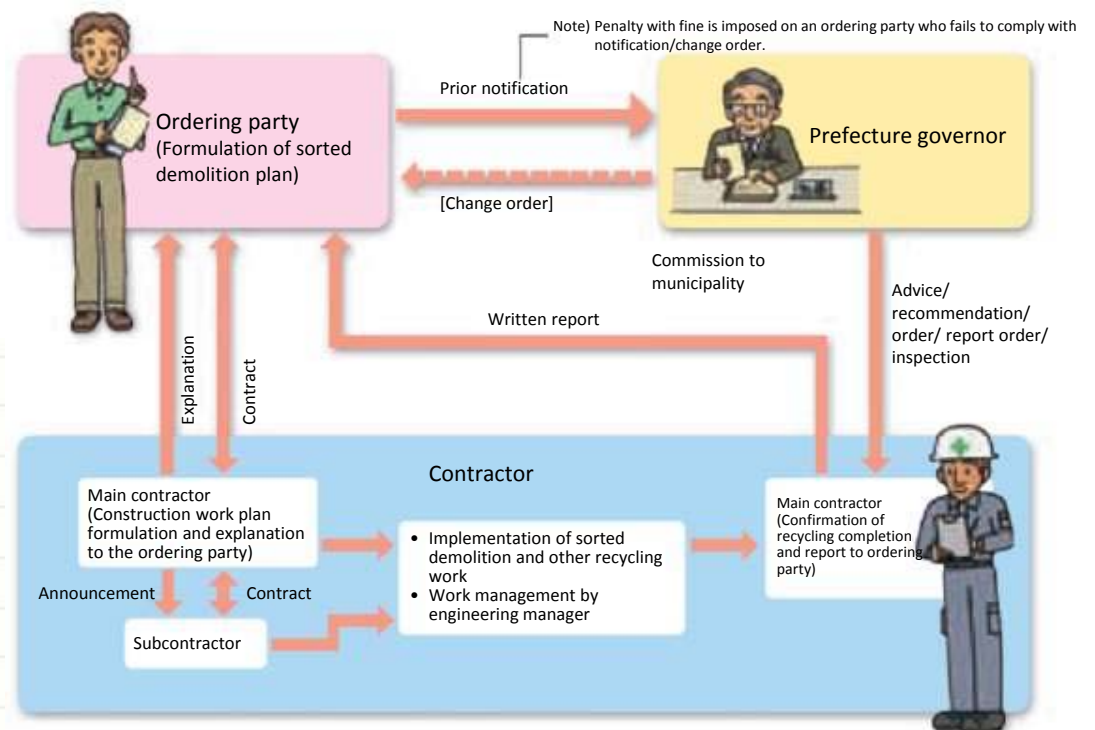 Note) Penalty with fine is imposed on an ordering party who fails to comply with
notification/change order.
Prior notification
Ordering party
(Formulation of sorted
demolition plan)
Prefecture governor
[Change order]
Commission to
municipality
Advice/
recommendation/
order/ report order/
inspection
Written report
Explanation
Contract
Contractor
Main contractor
(Construction work plan
formulation and explanation
to the ordering party)
• Implementation of sorted
demolition and other recycling
work
• Work management by
engineering manager
Main contractor
(Confirmation of
recycling completion
and report to ordering
party)
Announcement
Contract
Subcontractor